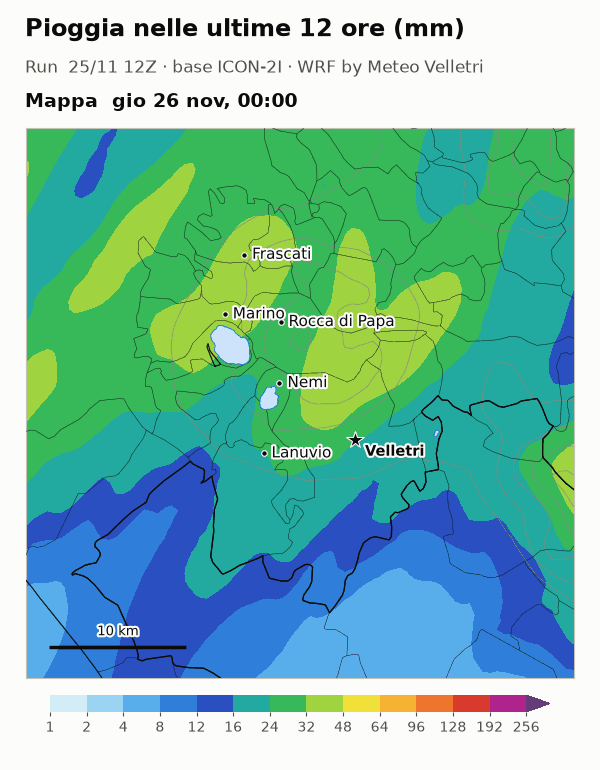 Pioggia nelle ultime 12 ore (mm)
Run  25/11 12Z · base ICON-2I · WRF by Meteo Velletri
Mappa  gio 26 nov, 00:00
Frascati
Marino
Rocca di Papa
Nemi
Velletri
Lanuvio
10 km
1 2 4 8 12 16 24 32 48 64 96 128 192 256